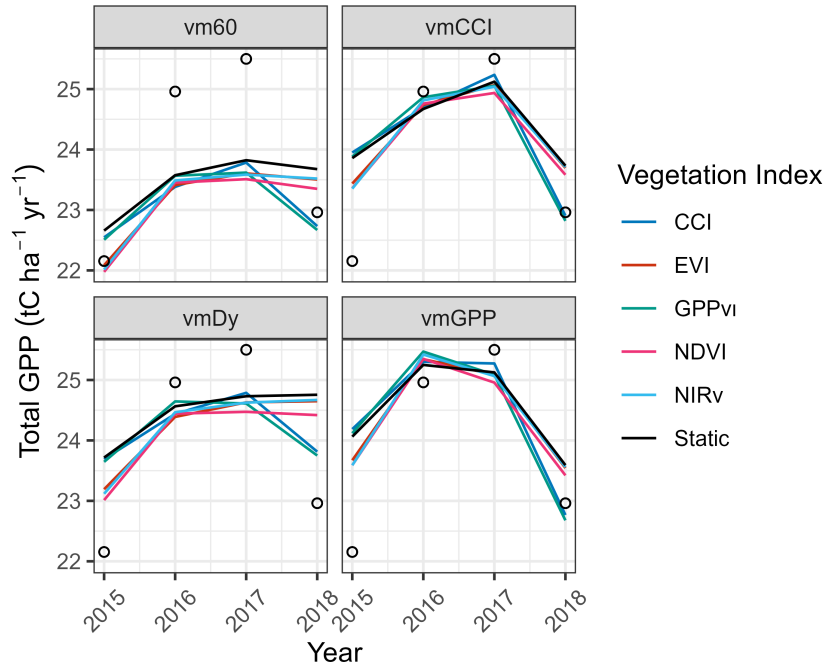 vm60
vmCCI
25
24
23
22
vmDy
vmGPP
25
24
23
22
2015
2016
2017
2018
2015
2016
2017
2018
Year
Total GPP (tC ha⁻¹ yr⁻¹)
Vegetation Index
CCI
EVI
GPPVI
NDVI
NIRv
Static